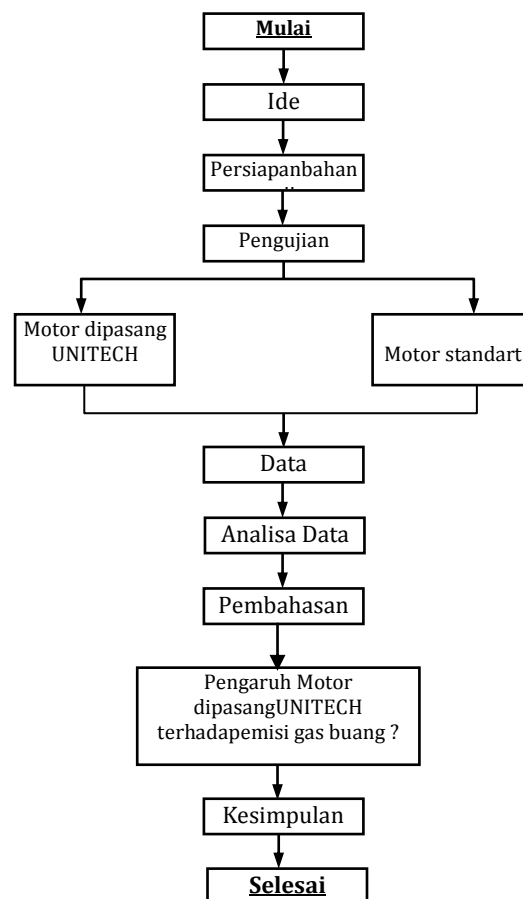 Mulai
Ide
Persiapanbahan
Pengujian
Motor dipasang
UNITECH
Motor standart
Data
Analisa Data
Pembahasan
Pengaruh Motor
dipasangUNITECH
terhadapemisi gas buang ?
Kesimpulan
Selesai